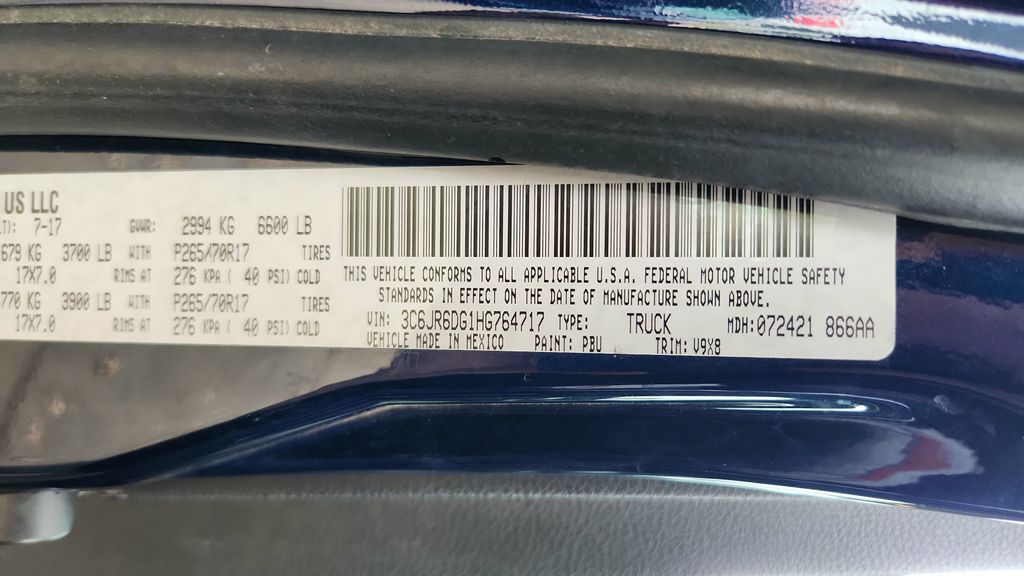 US LLC
LT): 7-17 GVWR: 2994 KG 6600 LB
679 KG 3700 LB WITH P265/70R17 TIRES
17X7.0 RIMS AT 276 KPA ( 40 PSI) COLD
770 KG 3900 LB WITH P265/70R17 TIRES
17X7.0 RIMS AT 276 KPA ( 40 PSI) COLD
THIS VEHICLE CONFORMS TO ALL APPLICABLE U.S.A. FEDERAL MOTOR VEHICLE SAFETY
STANDARDS IN EFFECT ON THE DATE OF MANUFACTURE SHOWN ABOVE.
VIN: 3C6JR6DG1HG764717 TYPE: TRUCK MDH:072421 866AA
VEHICLE MADE IN MEXICO PAINT: PBU TRIM: V9X8